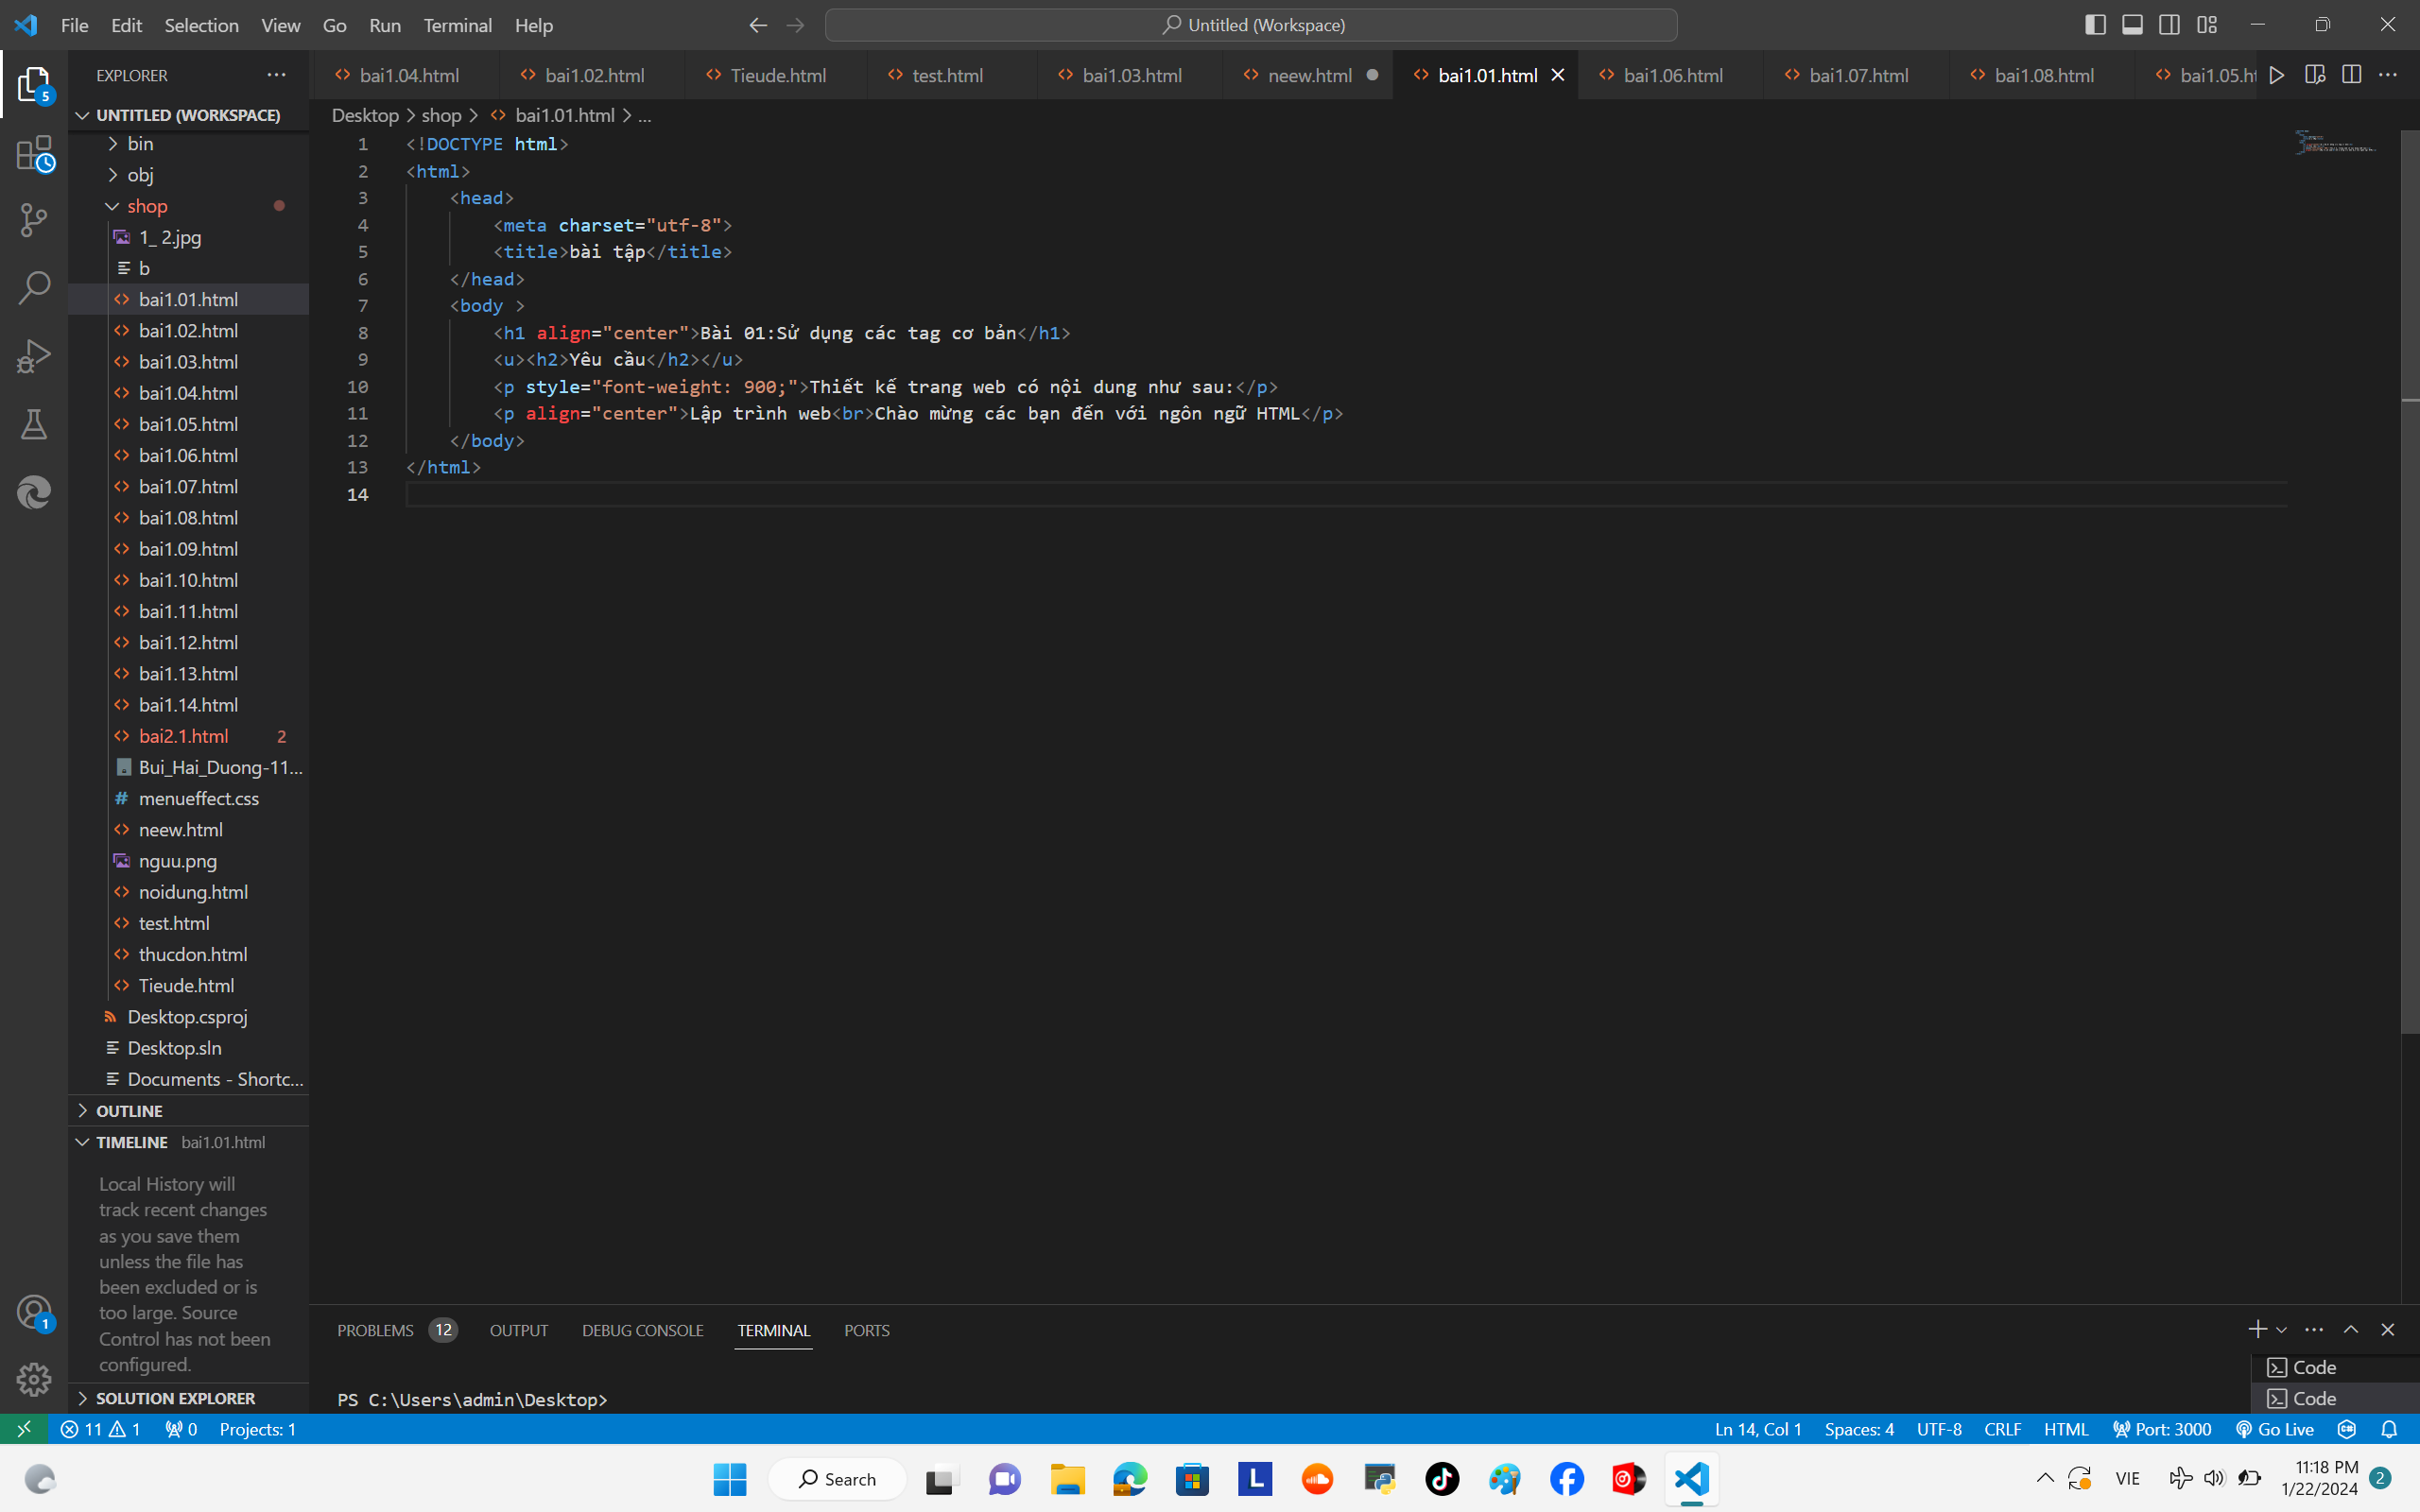 File Edit Selection View Go Run Terminal Help
Untitled (Workspace)
EXPLORER
bai1.04.html
bai1.02.html
Tieude.html
test.html
bai1.03.html
neew.html
bai1.01.html
bai1.06.html
bai1.07.html
bai1.08.html
bai1.05.ht
5
UNTITLED (WORKSPACE)
bin
obj
shop
1_ 2.jpg
b
bai1.01.html
bai1.02.html
bai1.03.html
bai1.04.html
bai1.05.html
bai1.06.html
bai1.07.html
bai1.08.html
bai1.09.html
bai1.10.html
bai1.11.html
bai1.12.html
bai1.13.html
bai1.14.html
bai2.1.html 2
Bui_Hai_Duong-11...
menueffect.css
neew.html
nguu.png
noidung.html
test.html
thucdon.html
Tieude.html
Desktop.csproj
Desktop.sln
Documents - Shortc...
OUTLINE
TIMELINE bai1.01.html
Local History will
track recent changes
as you save them
unless the file has
been excluded or is
too large. Source
Control has not been
configured.
SOLUTION EXPLORER
1
Desktop > shop > bai1.01.html > ...
1 <!DOCTYPE html>
2 <html>
3 <head>
4 <meta charset="utf-8">
5 <title>bài tập</title>
6 </head>
7 <body >
8 <h1 align="center">Bài 01:Sử dụng các tag cơ bản</h1>
9 <u><h2>Yêu cầu</h2></u>
10 <p style="font-weight: 900;">Thiết kế trang web có nội dung như sau:</p>
11 <p align="center">Lập trình web<br>Chào mừng các bạn đến với ngôn ngữ HTML</p>
12 </body>
13 </html>
14
PROBLEMS 12 OUTPUT DEBUG CONSOLE TERMINAL PORTS
PS C:\Users\admin\Desktop>
Code
Code
11 1 0 Projects: 1
Ln 14, Col 1 Spaces: 4 UTF-8 CRLF HTML Port: 3000 Go Live
Search
L
VIE
11:18 PM
1/22/2024
2